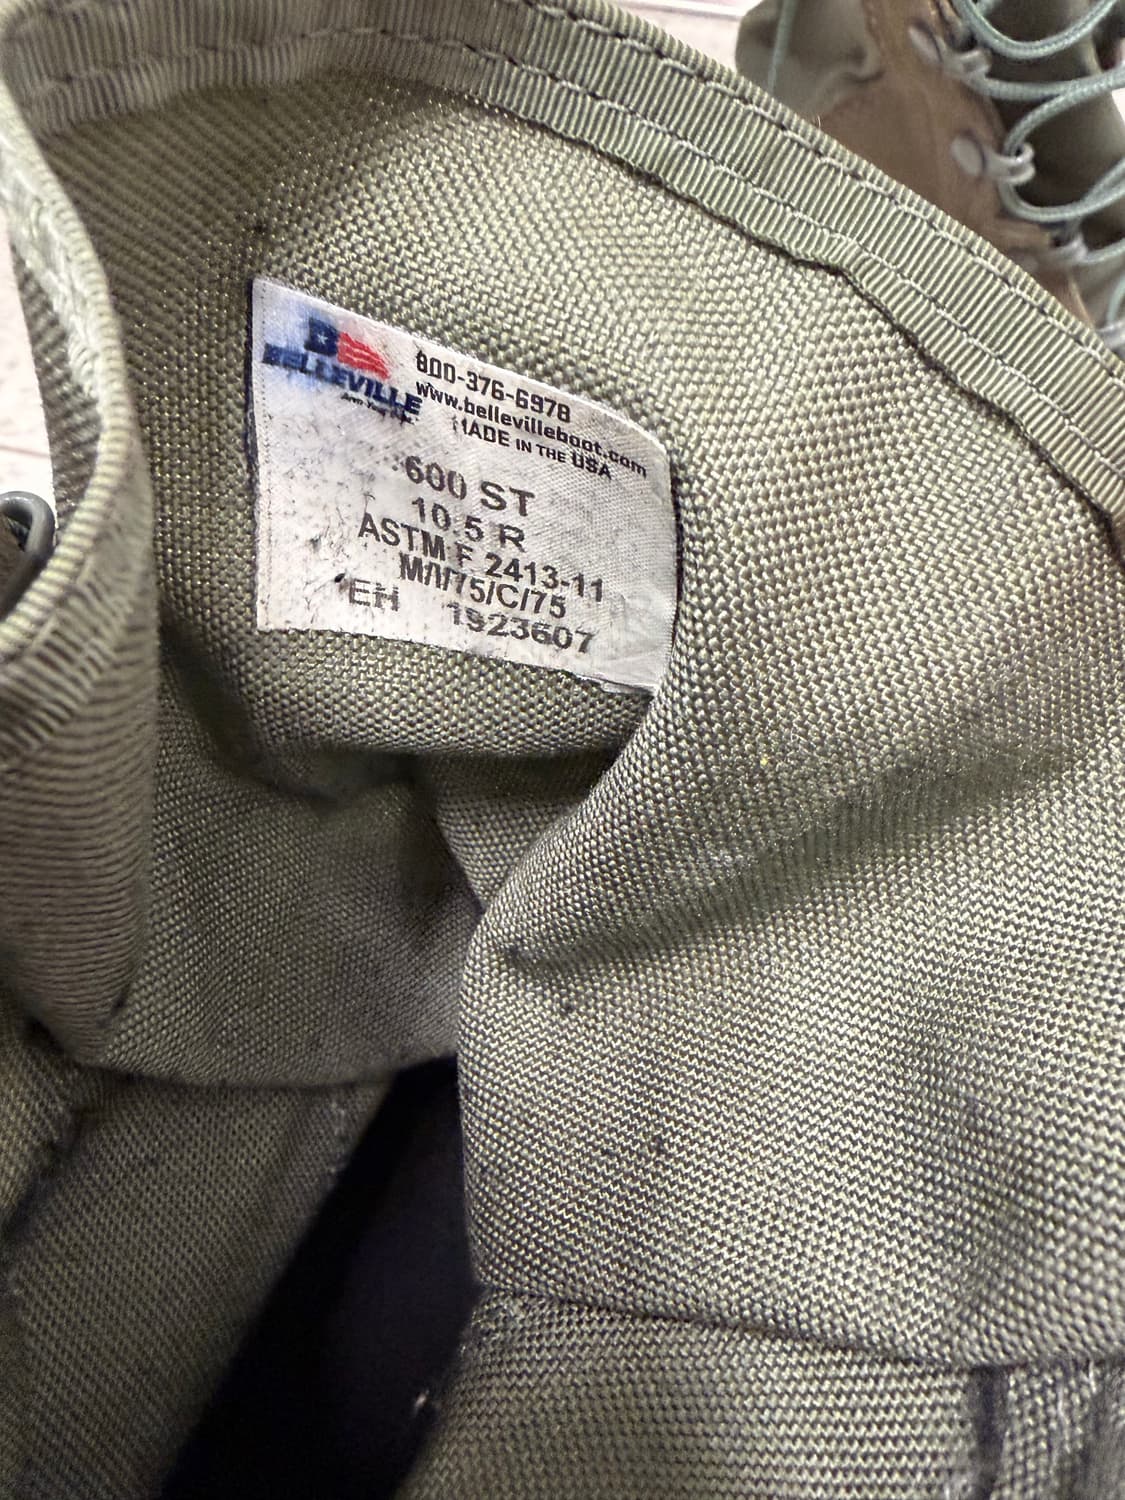 B
BELLEVILLE
800-376-6978
www.bellevilleboot.com
MADE IN THE USA
600 ST
10.5 R
ASTM F 2413-11
M/I/75/C/75
EH 1923607